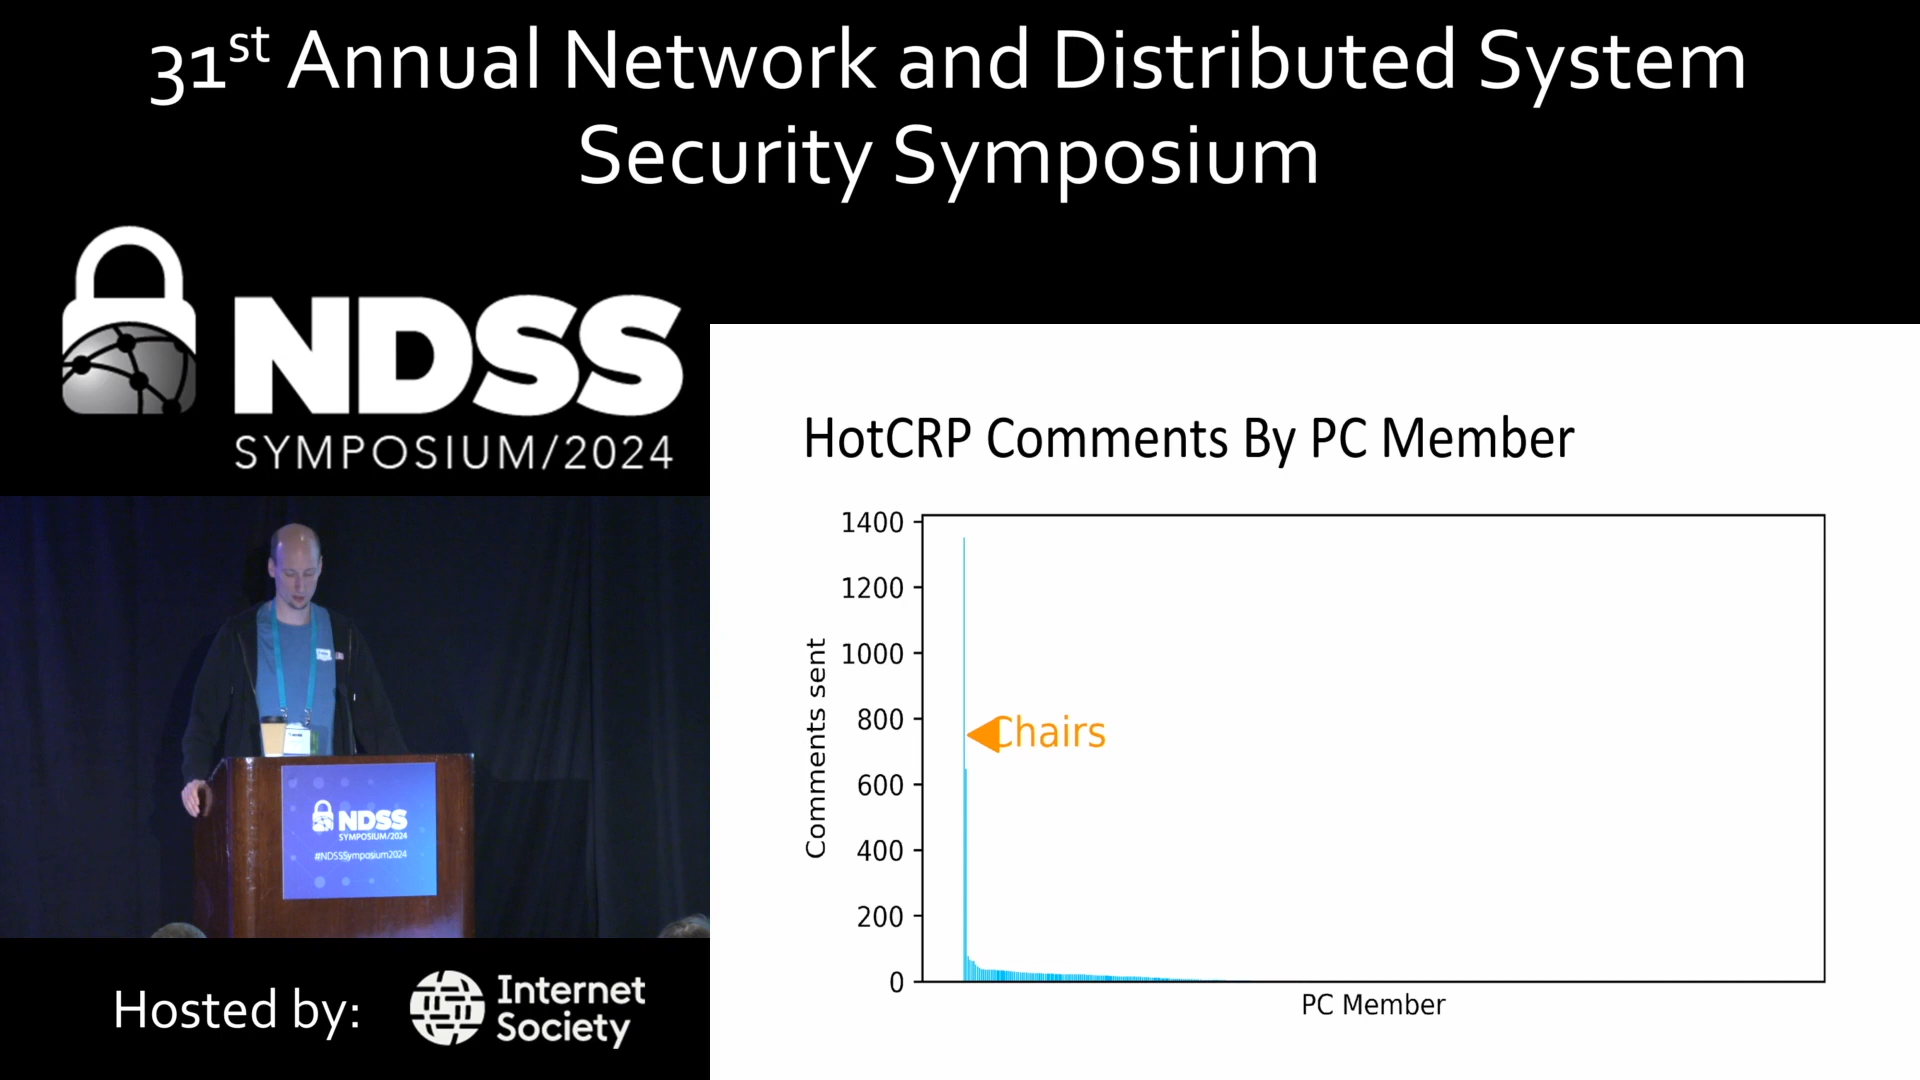 31st Annual Network and Distributed System
Security Symposium
NDSS
SYMPOSIUM/2024
HotCRP Comments By PC Member
1400
1200
1000
800
600
400
200
0
Comments sent
Chairs
PC Member
NDSS
SYMPOSIUM/2024
#NDSSSymposium2024
Hosted by:
Internet
Society